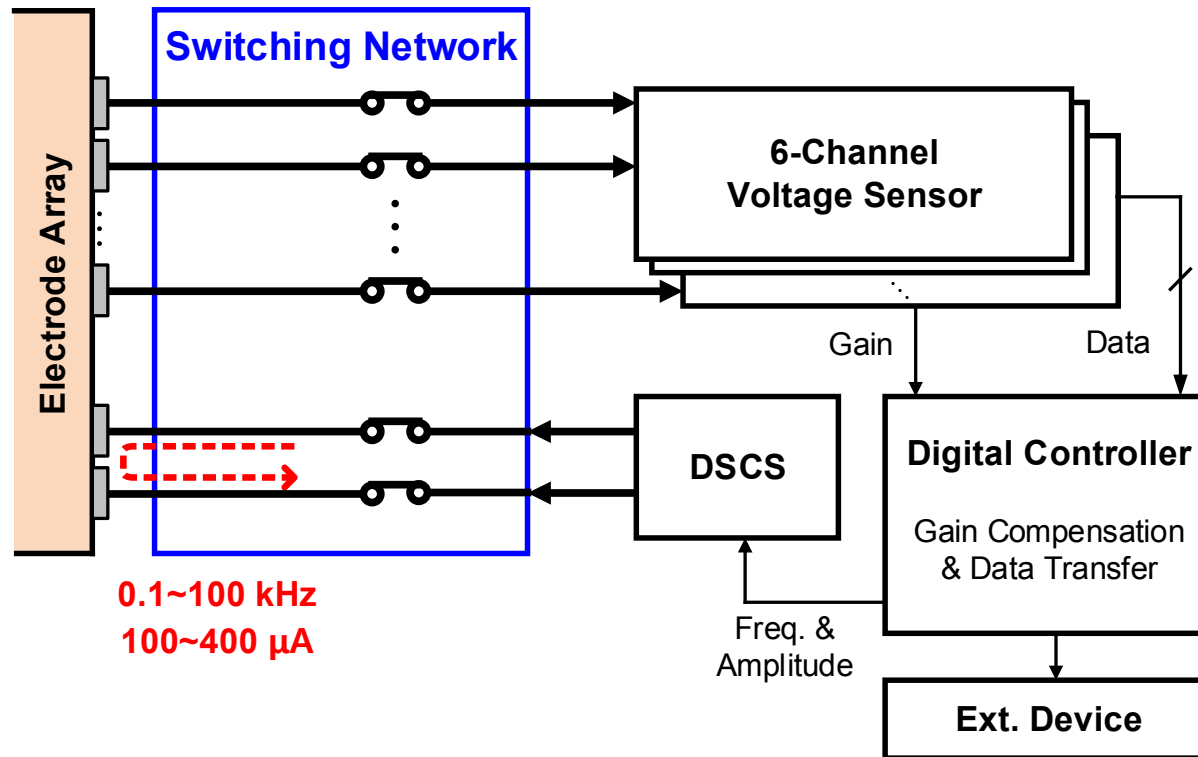 Switching Network
Electrode Array
6-Channel
Voltage Sensor
Gain
Data
DSCS
Digital Controller
Gain Compensation
& Data Transfer
0.1~100 kHz
100~400 µA
Freq. &
Amplitude
Ext. Device